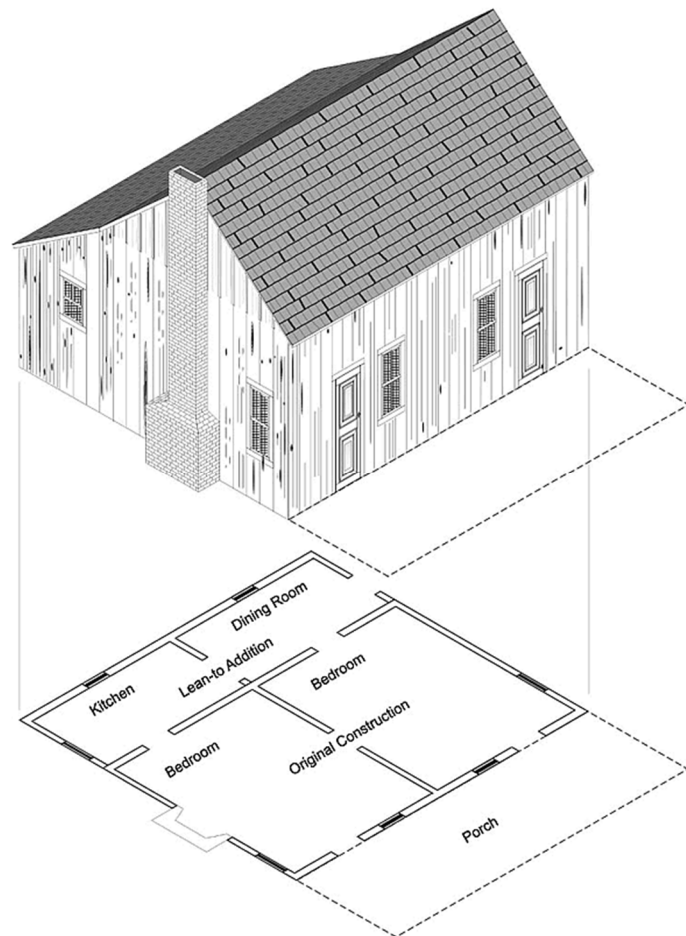 Dining Room
Lean-to Addition
Kitchen
Bedroom
Bedroom
Original Construction
Porch